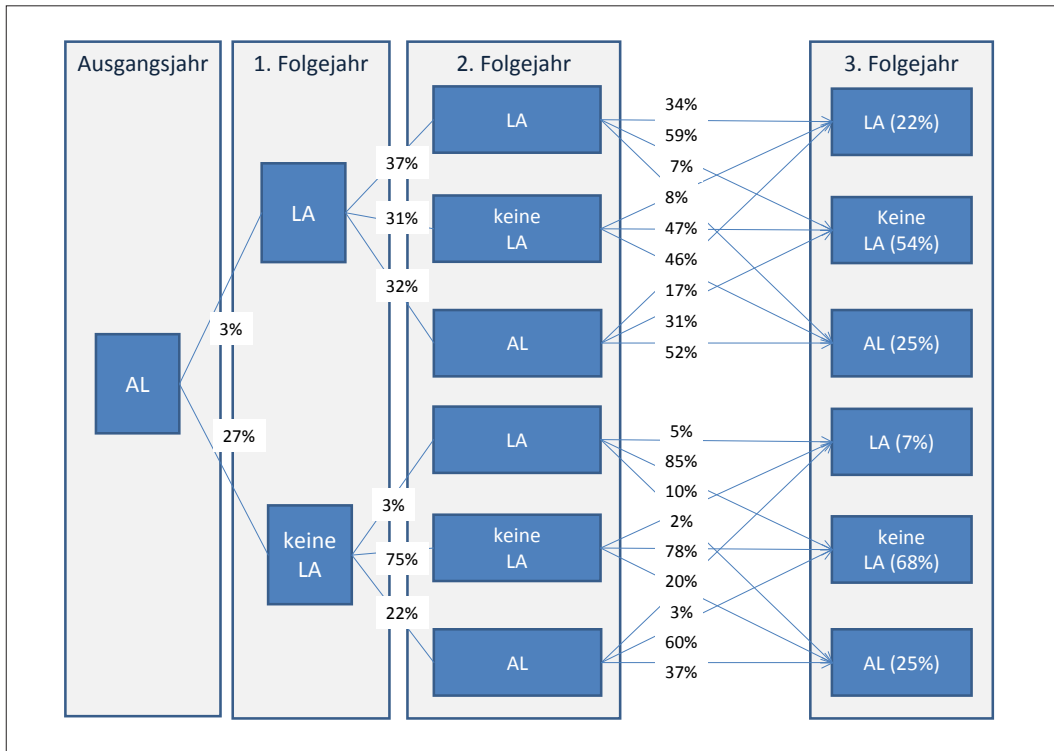 Ausgangsjahr
1. Folgejahr
2. Folgejahr
3. Folgejahr
AL
3%
27%
LA
keine
LA
37%
31%
32%
3%
75%
22%
LA
keine
LA
AL
LA
keine
LA
AL
34%
59%
7%
8%
47%
46%
17%
31%
52%
5%
85%
10%
2%
78%
20%
3%
60%
37%
LA (22%)
Keine
LA (54%)
AL (25%)
LA (7%)
keine
LA (68%)
AL (25%)